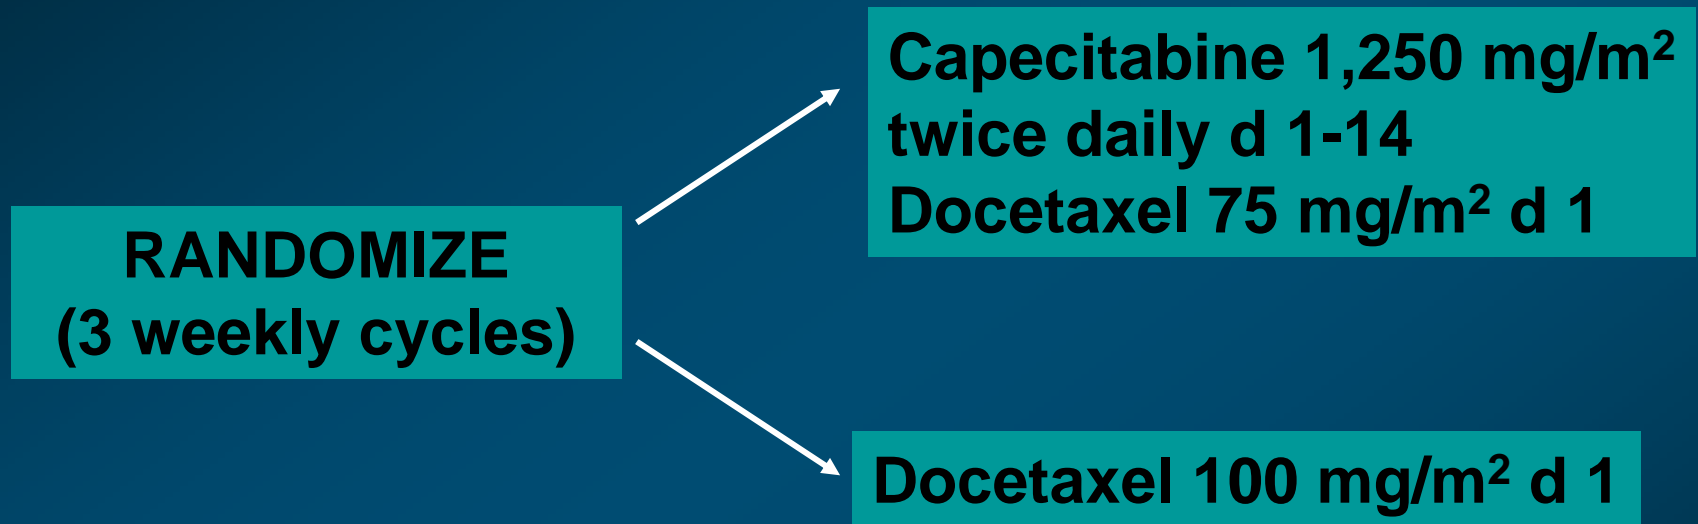 RANDOMIZE
(3 weekly cycles)
Capecitabine 1,250 mg/m²
twice daily d 1-14
Docetaxel 75 mg/m² d 1
Docetaxel 100 mg/m² d 1